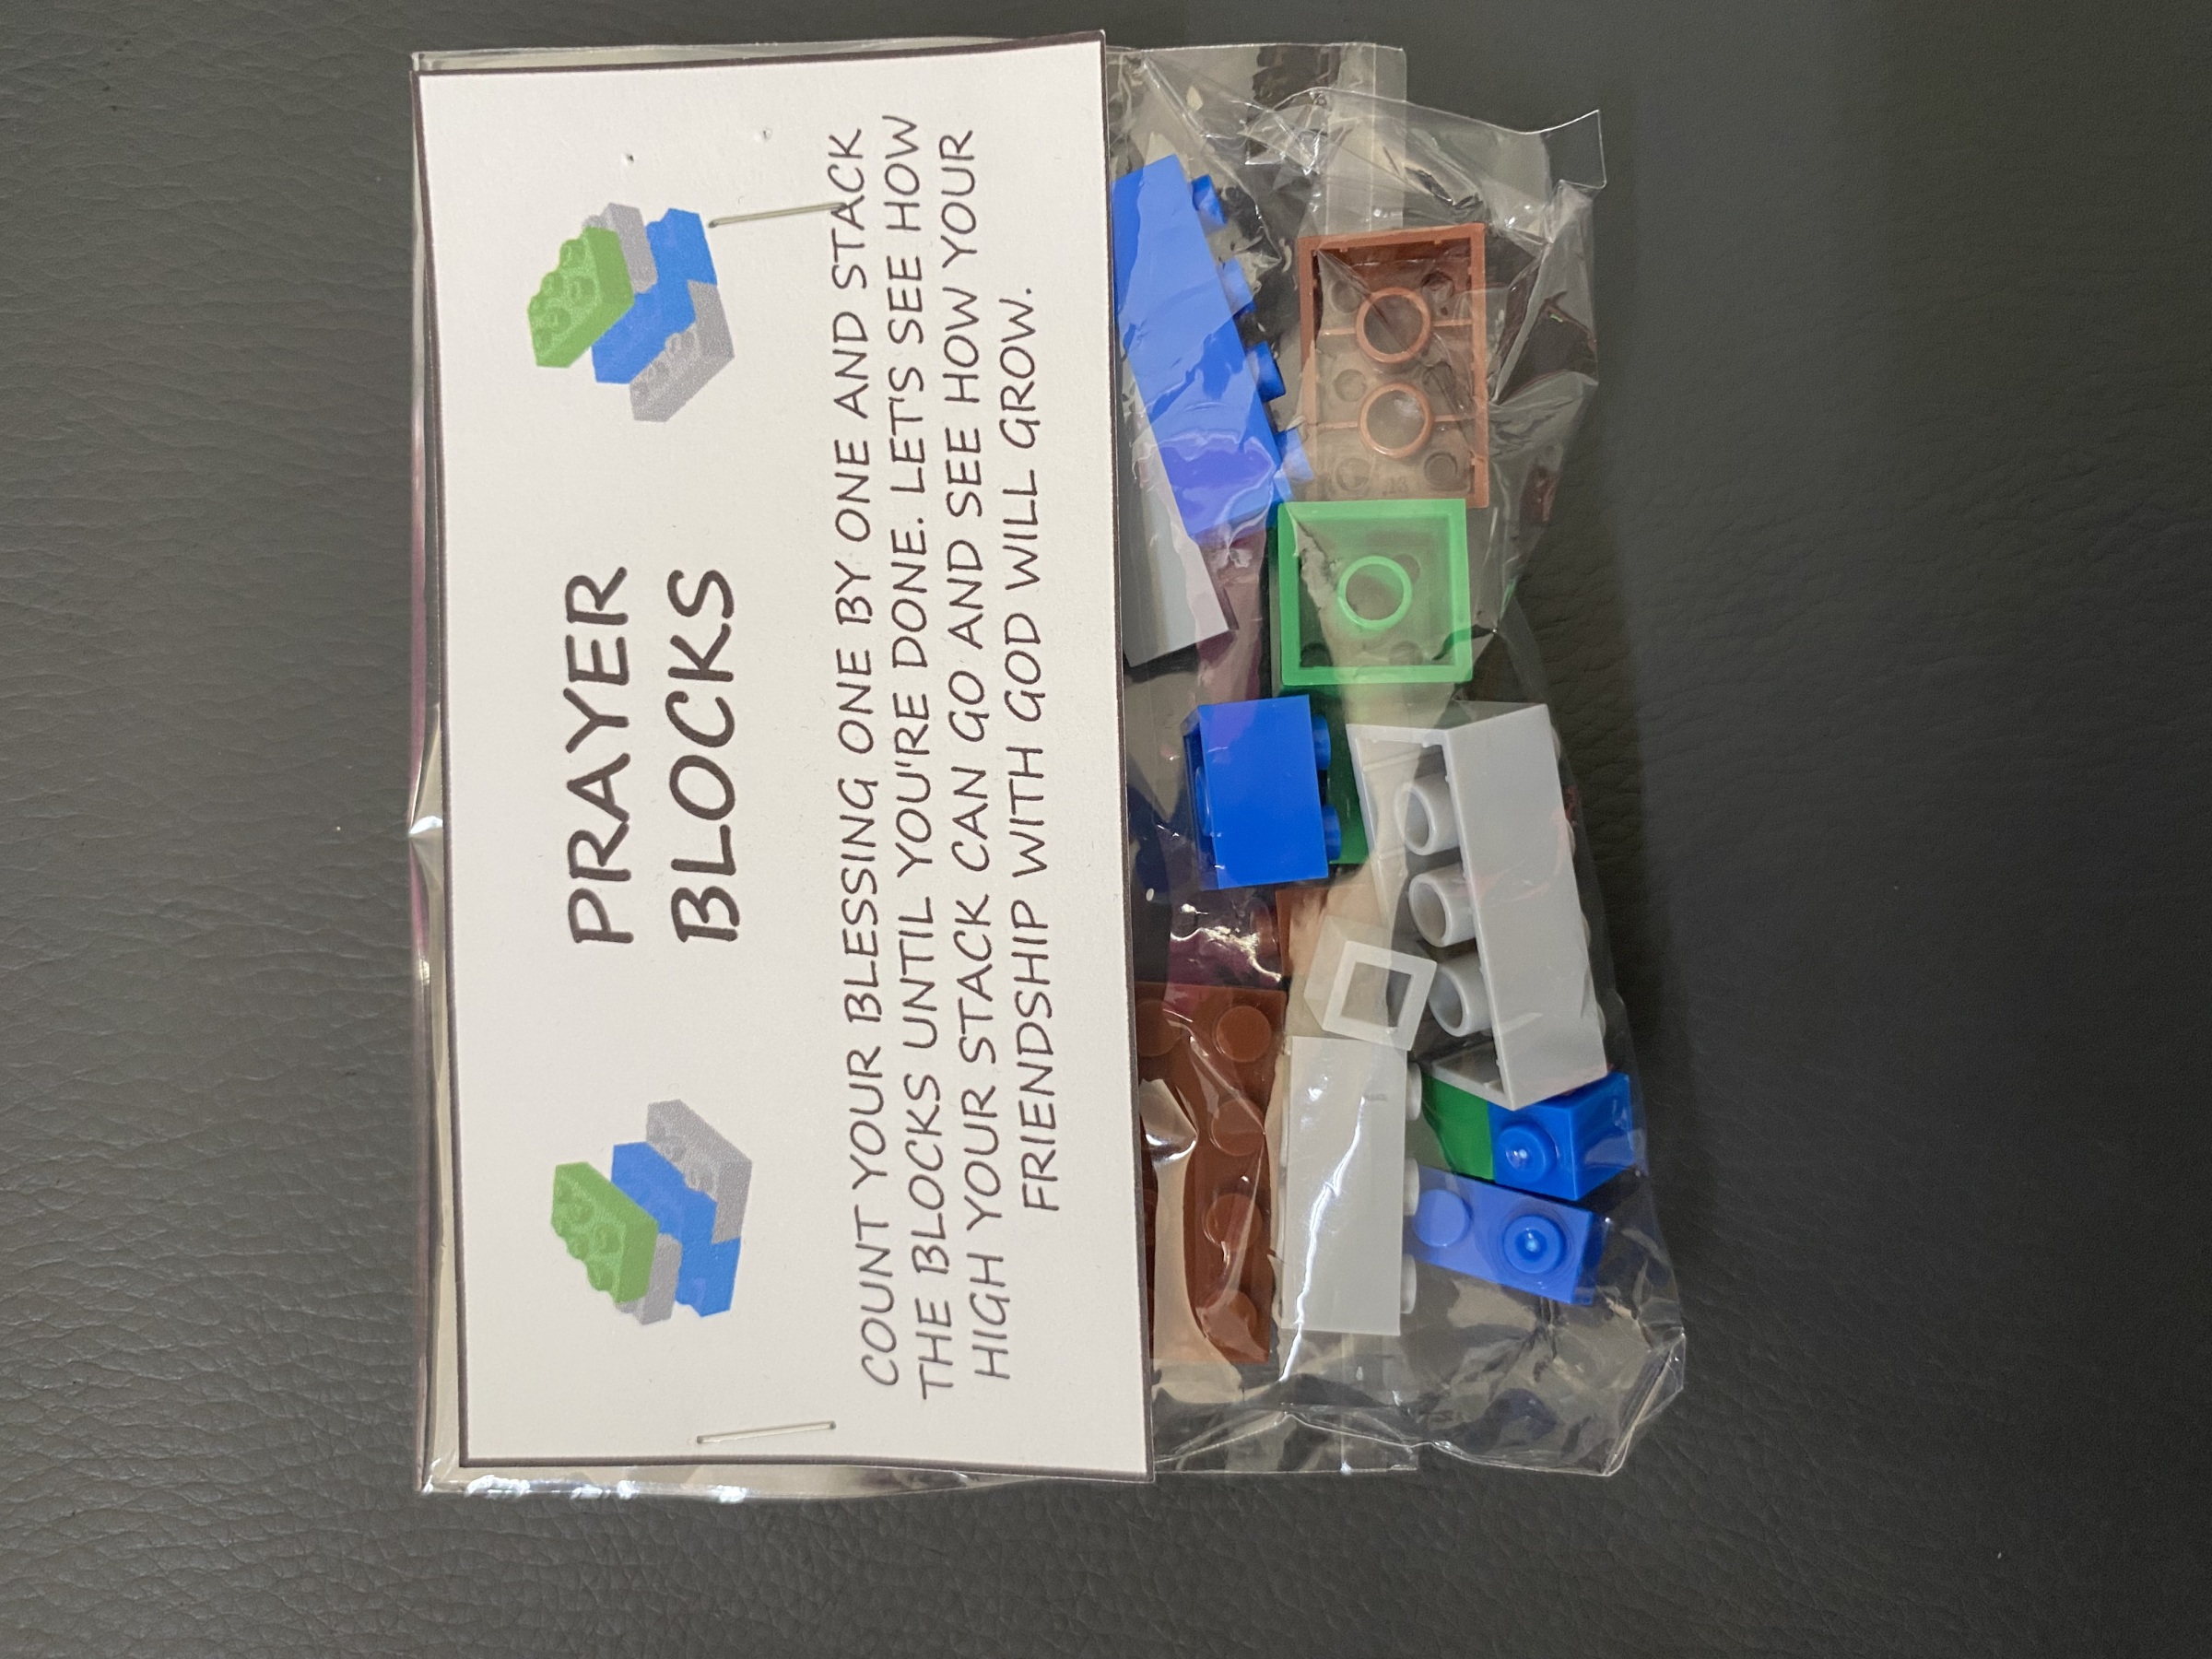 PRAYER
BLOCKS
COUNT YOUR BLESSING ONE BY ONE AND STACK
THE BLOCKS UNTIL YOU'RE DONE. LET'S SEE HOW
HIGH YOUR STACK CAN GO AND SEE HOW YOUR
FRIENDSHIP WITH GOD WILL GROW.